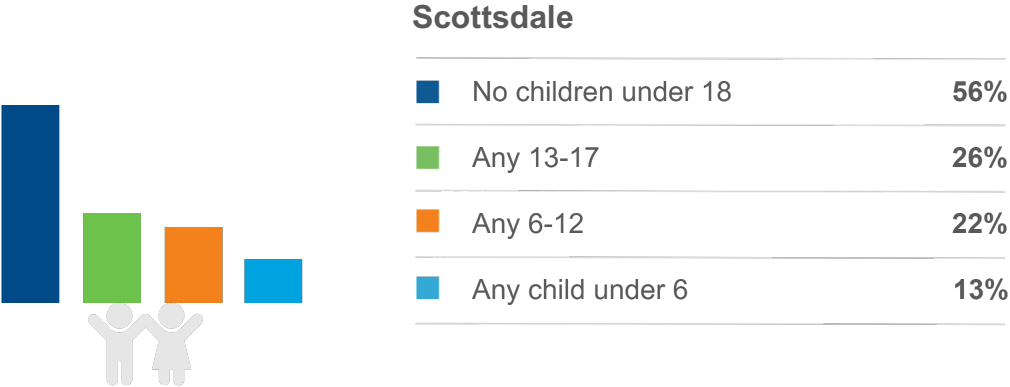 Scottsdale
No children under 18 56%
Any 13-17 26%
Any 6-12 22%
Any child under 6 13%